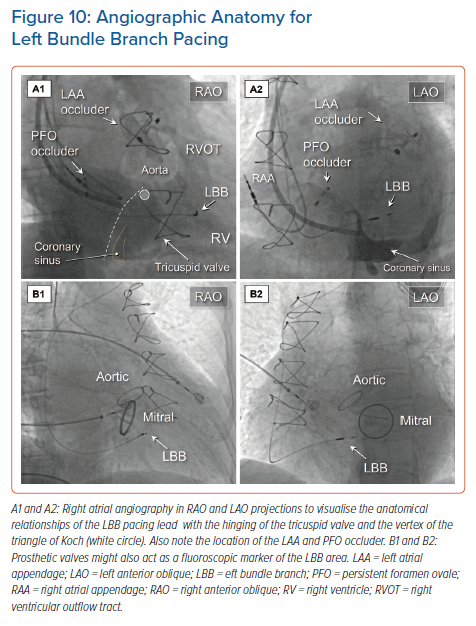 Figure 10: Angiographic Anatomy for
Left Bundle Branch Pacing
A1
RAO
LAA
occluder
PFO
occluder
RVOT
Aorta
LBB
RV
Coronary
sinus
Tricuspid valve
A2
LAO
LAA
occluder
PFO
occluder
RAA
LBB
Coronary sinus
B1
RAO
Aortic
Mitral
LBB
B2
LAO
Aortic
Mitral
LBB
A1 and A2: Right atrial angiography in RAO and LAO projections to visualise the anatomical
relationships of the LBB pacing lead with the hinging of the tricuspid valve and the vertex of the
triangle of Koch (white circle). Also note the location of the LAA and PFO occluder. B1 and B2:
Prosthetic valves might also act as a fluoroscopic marker of the LBB area. LAA = left atrial
appendage; LAO = left anterior oblique; LBB = eft bundle branch; PFO = persistent foramen ovale;
RAA = right atrial appendage; RAO = right anterior oblique; RV = right ventricle; RVOT = right
ventricular outflow tract.